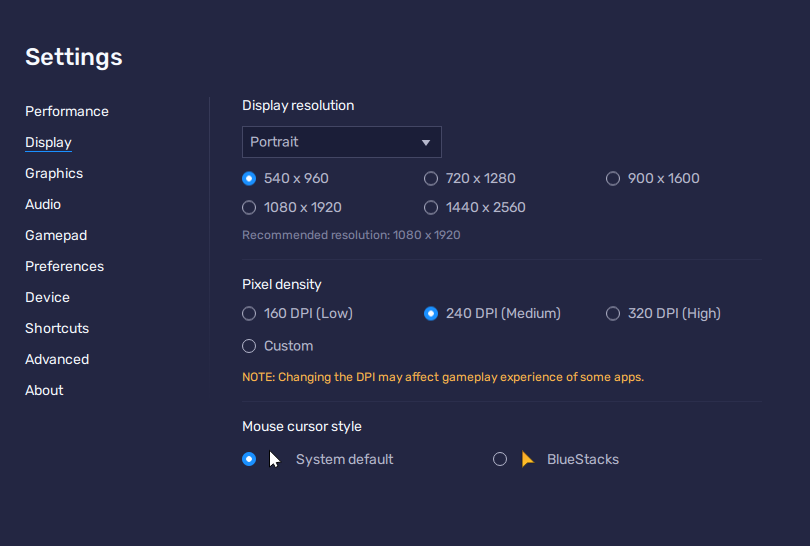 Settings
Performance
Display
Graphics
Audio
Gamepad
Preferences
Device
Shortcuts
Advanced
About
Display resolution
Portrait
540 x 960 720 x 1280 900 x 1600
1080 x 1920 1440 x 2560
Recommended resolution: 1080 x 1920
Pixel density
160 DPI (Low) 240 DPI (Medium) 320 DPI (High)
Custom
NOTE: Changing the DPI may affect gameplay experience of some apps.
Mouse cursor style
System default BlueStacks